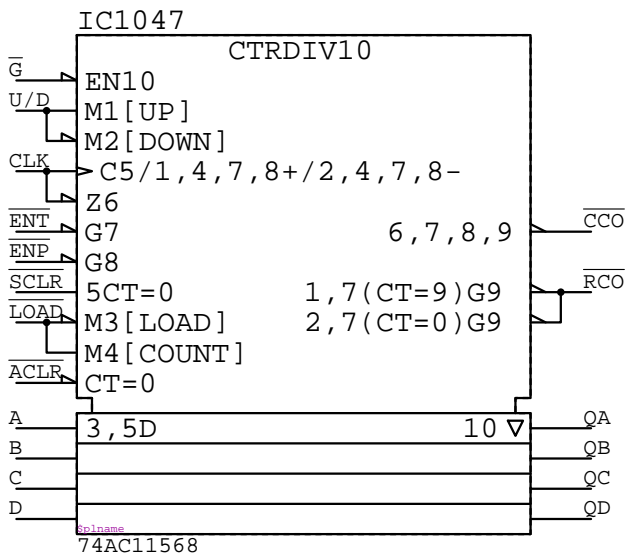 IC1047
CTRDIV10
G
EN10
U/D
M1[UP]
M2[DOWN]
CLK
C5/1,4,7,8+/2,4,7,8-
Z6
ENT
G7
6,7,8,9
CCO
ENP
G8
SCLR
5CT=0
1,7(CT=9)G9
RCO
LOAD
M3[LOAD]
2,7(CT=0)G9
M4[COUNT]
ACLR
CT=0
A
3,5D
10 ▽
QA
B
QB
C
QC
D
QD
$plname
74AC11568